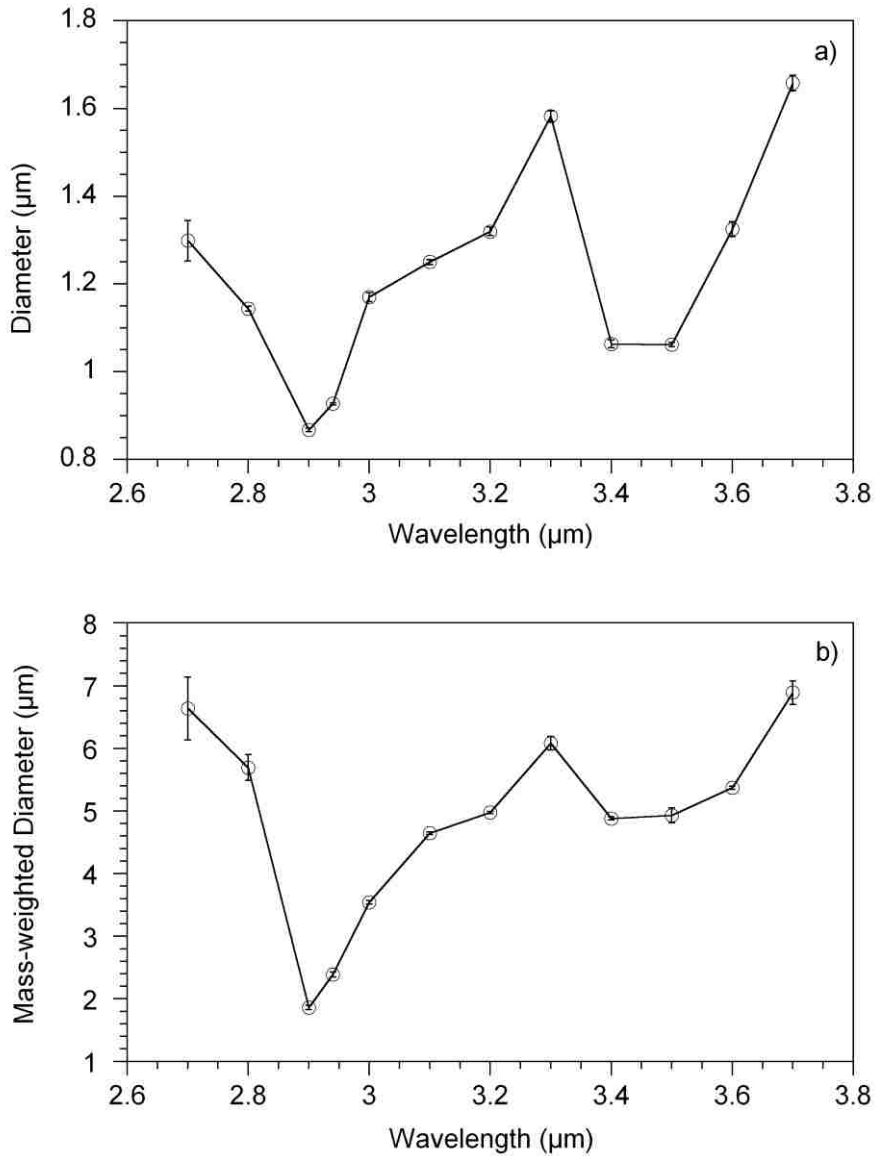 a)
1.8
1.6
1.4
1.2
1
0.8
Diameter (µm)
2.6 2.8 3 3.2 3.4 3.6 3.8
Wavelength (µm)
b)
8
7
6
5
4
3
2
1
Mass-weighted Diameter (µm)
2.6 2.8 3 3.2 3.4 3.6 3.8
Wavelength (µm)